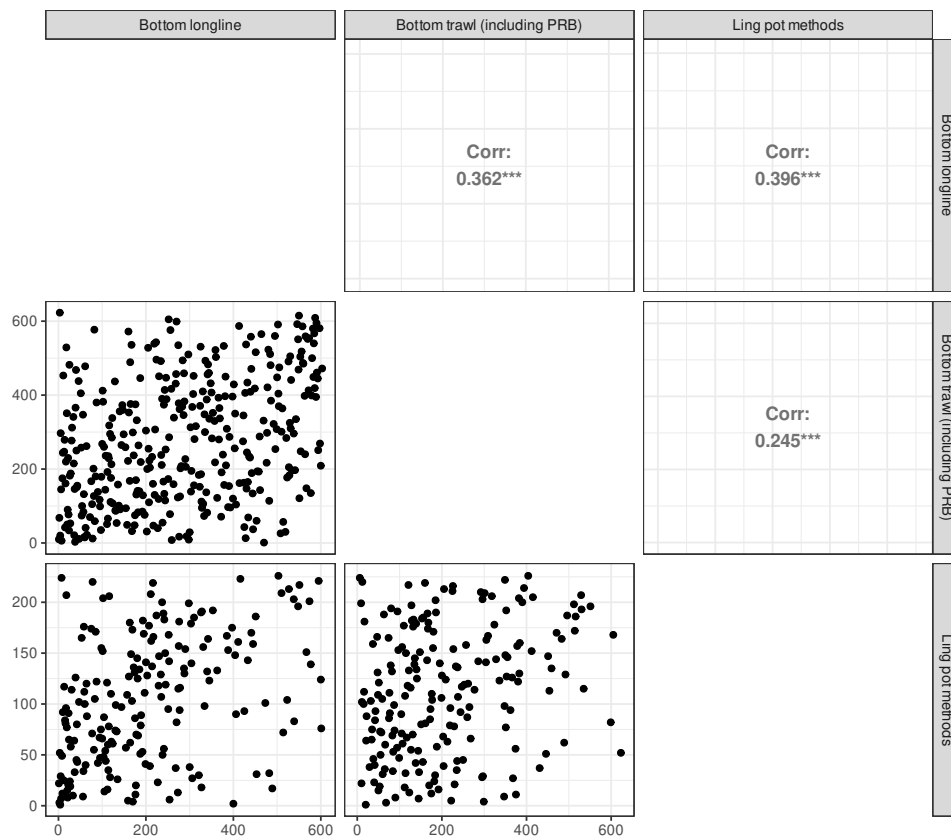 Bottom longline
Bottom trawl (including PRB)
Ling pot methods
Corr:
0.362***
Corr:
0.396***
Bottom longline
600
400
200
0
Corr:
0.245***
Bottom trawl (including PRB)
200
150
100
50
0
Ling pot methods
0
200
400
600
0
200
400
600